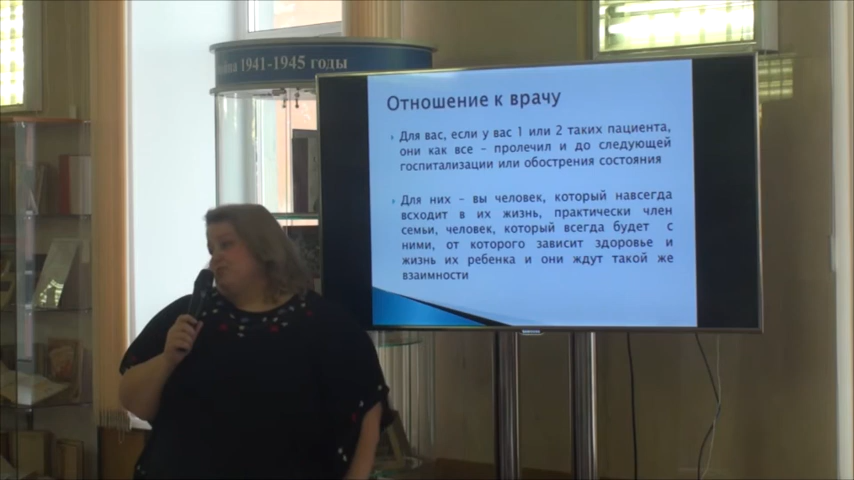 1941-1945 годы
Отношение к врачу
Для вас, если у вас 1 или 2 таких пациента,
они как все – пролечил и до следующей
госпитализации или обострения состояния
Для них – вы человек, который навсегда
всходит в их жизнь, практически член
семьи, человек, который всегда будет с
ними, от которого зависит здоровье и
жизнь их ребенка и они ждут такой же
взаимности